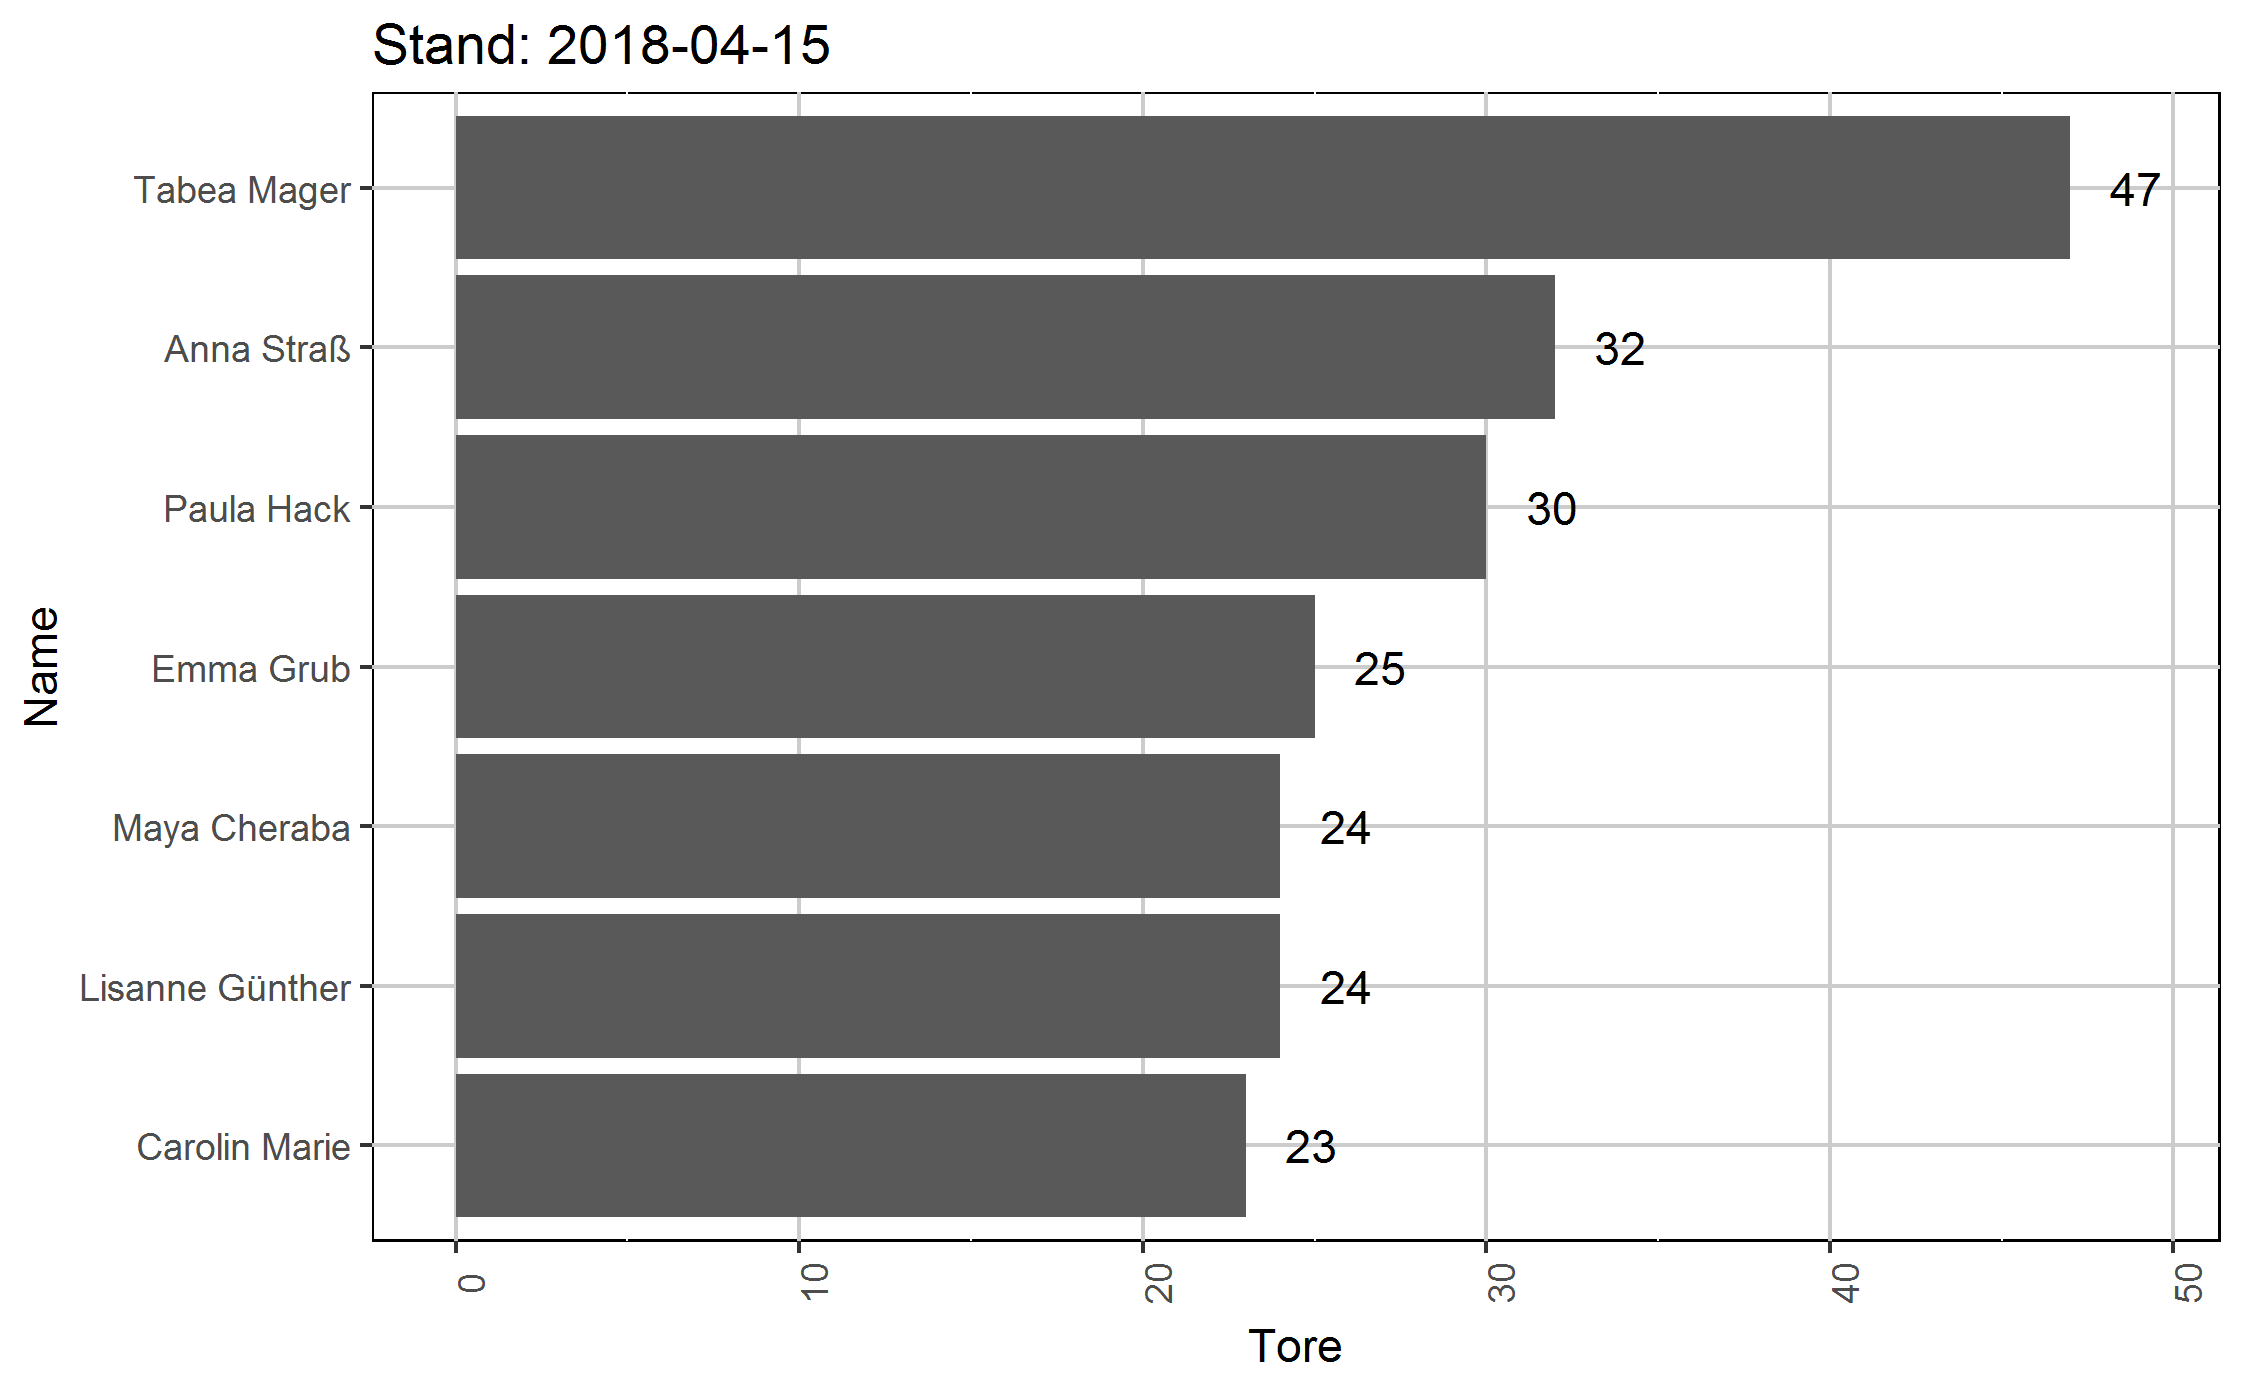 Stand: 2018-04-15
Name
Tabea Mager 47
Anna Straß 32
Paula Hack 30
Emma Grub 25
Maya Cheraba 24
Lisanne Günther 24
Carolin Marie 23
0 10 20 30 40 50
Tore